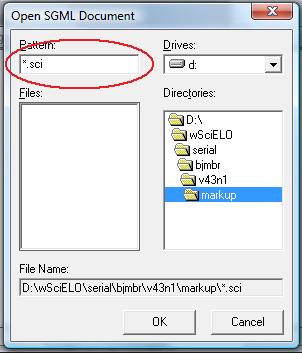 Open SGML Document
Pattern:
*.sci
Drives:
d:
Files:
Directories:
D:\
wSciELO
serial
bjmbr
v43n1
markup
File Name:
D:\wSciELO\serial\bjmbr\v43n1\markup\*.sci
OK
Cancel